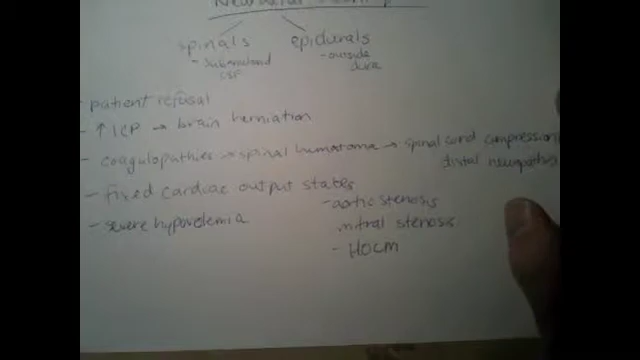 spinals epidurals
- subarachnoid - outside
CSF dura
- patient refusal
- ↑ ICP → brain herniation
- coagulopathies → spinal hematoma → spinal cord compression
distal neuropathies
- fixed cardiac output states
- aortic stenosis
- severe hypovolemia mitral stenosis
- HOCM